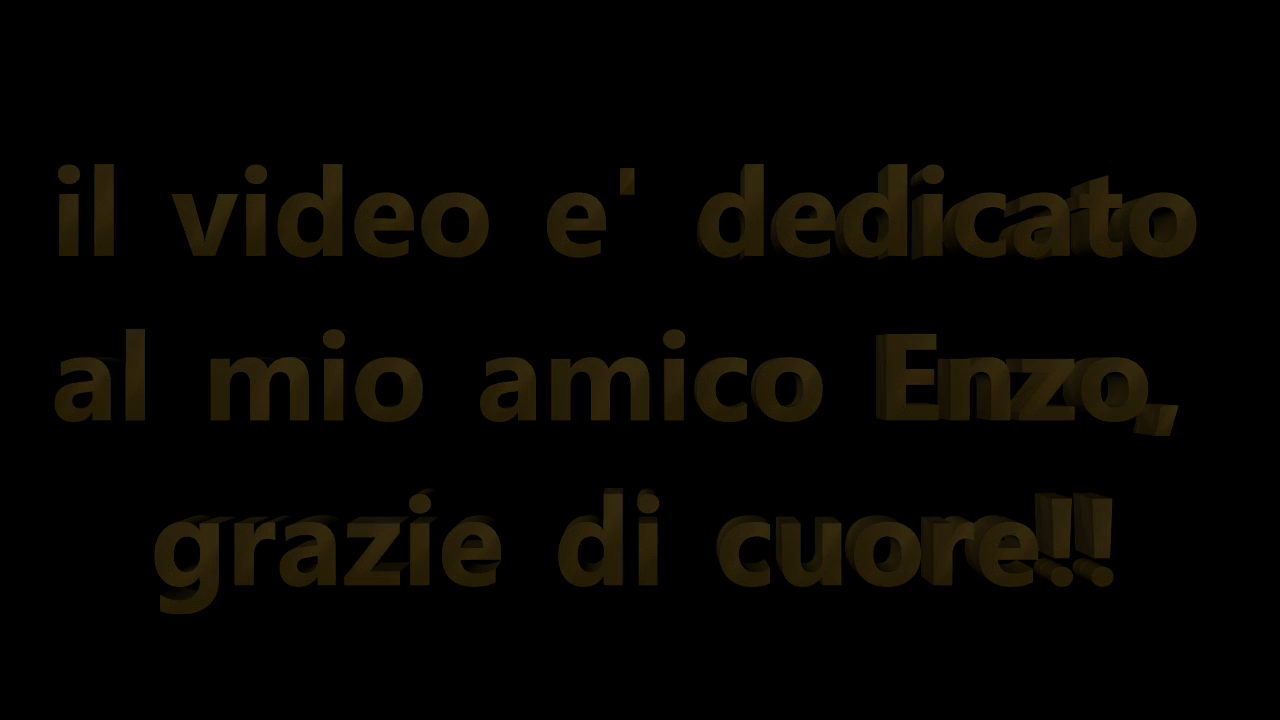 il video e' dedicato
al mio amico Enzo,
grazie di cuore!!